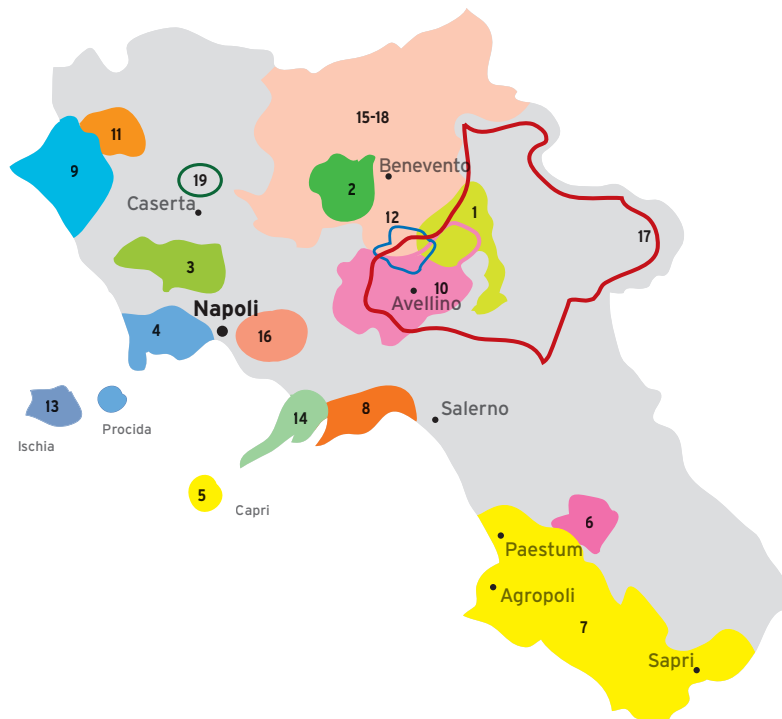 15-18
11
9
19
2
Benevento
Caserta
12
1
17
3
10
Avellino
Napoli
4
16
13
Ischia
Procida
14
8
Salerno
5
Capri
6
Paestum
Agropoli
7
Sapri